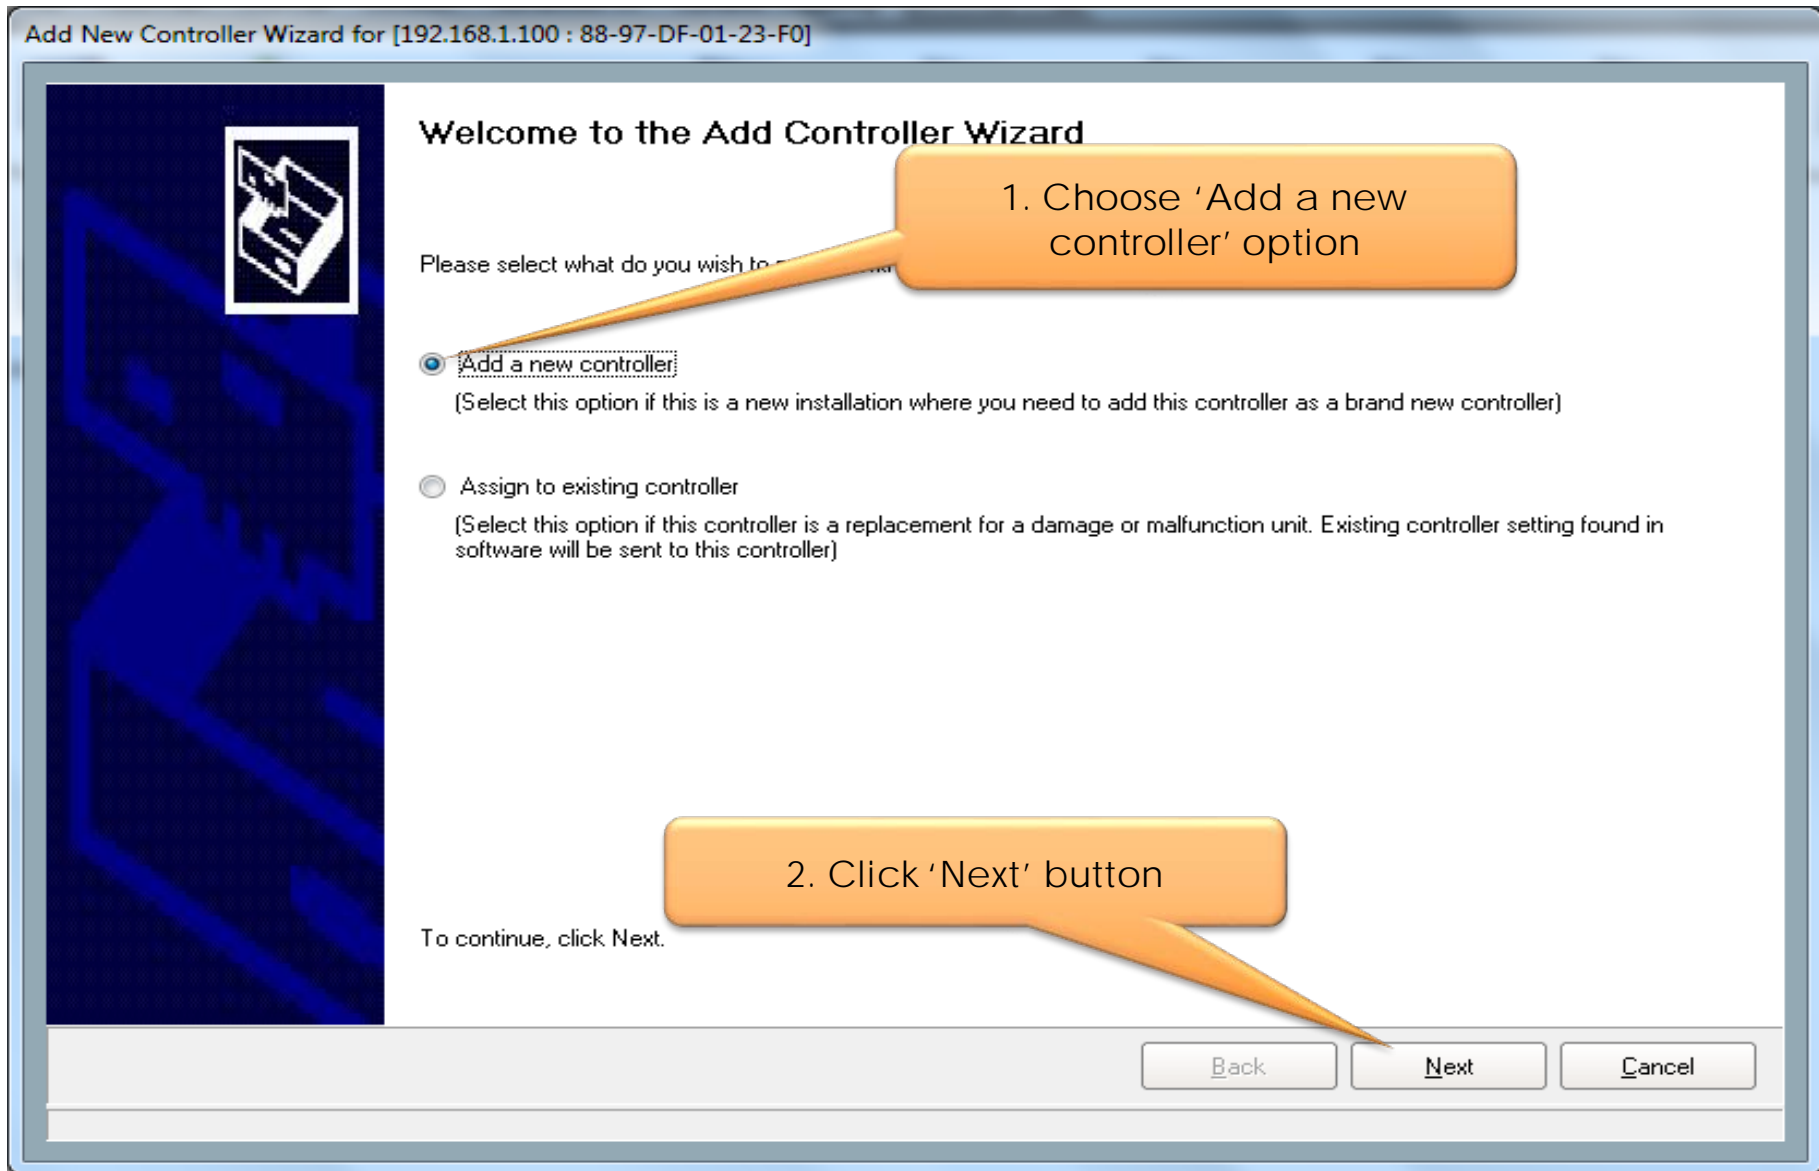 Add New Controller Wizard for [192.168.1.100 : 88-97-DF-01-23-F0]
Welcome to the Add Controller Wizard
1. Choose ‘Add a new
controller’ option
Please select what do you wish to
Add a new controller
(Select this option if this is a new installation where you need to add this controller as a brand new controller)
Assign to existing controller
(Select this option if this controller is a replacement for a damage or malfunction unit. Existing controller setting found in
software will be sent to this controller)
2. Click ‘Next’ button
To continue, click Next.
Back
Next
Cancel